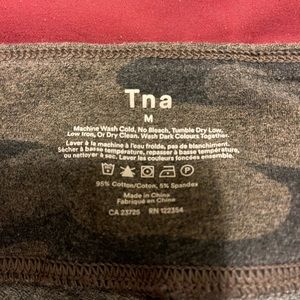 Tna
M
Machine Wash Cold, No Bleach, Tumble Dry Low,
Low Iron, Or Dry Clean. Wash Dark Colours Together.
Laver à la machine à l'eau froide, pas de blanchiment.
Sécher à basse température, repasser à basse température,
ou nettoyer à sec. Laver les couleurs foncées ensemble.
95% Cotton/Coton, 5% Spandex
Made in China/
Fabriqué en Chine
CA 23725 RN 122354